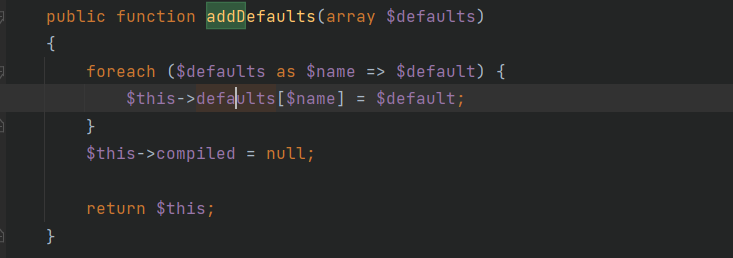 public function addDefaults(array $defaults)
{
foreach ($defaults as $name => $default) {
$this->defaults[$name] = $default;
}
$this->compiled = null;
return $this;
}